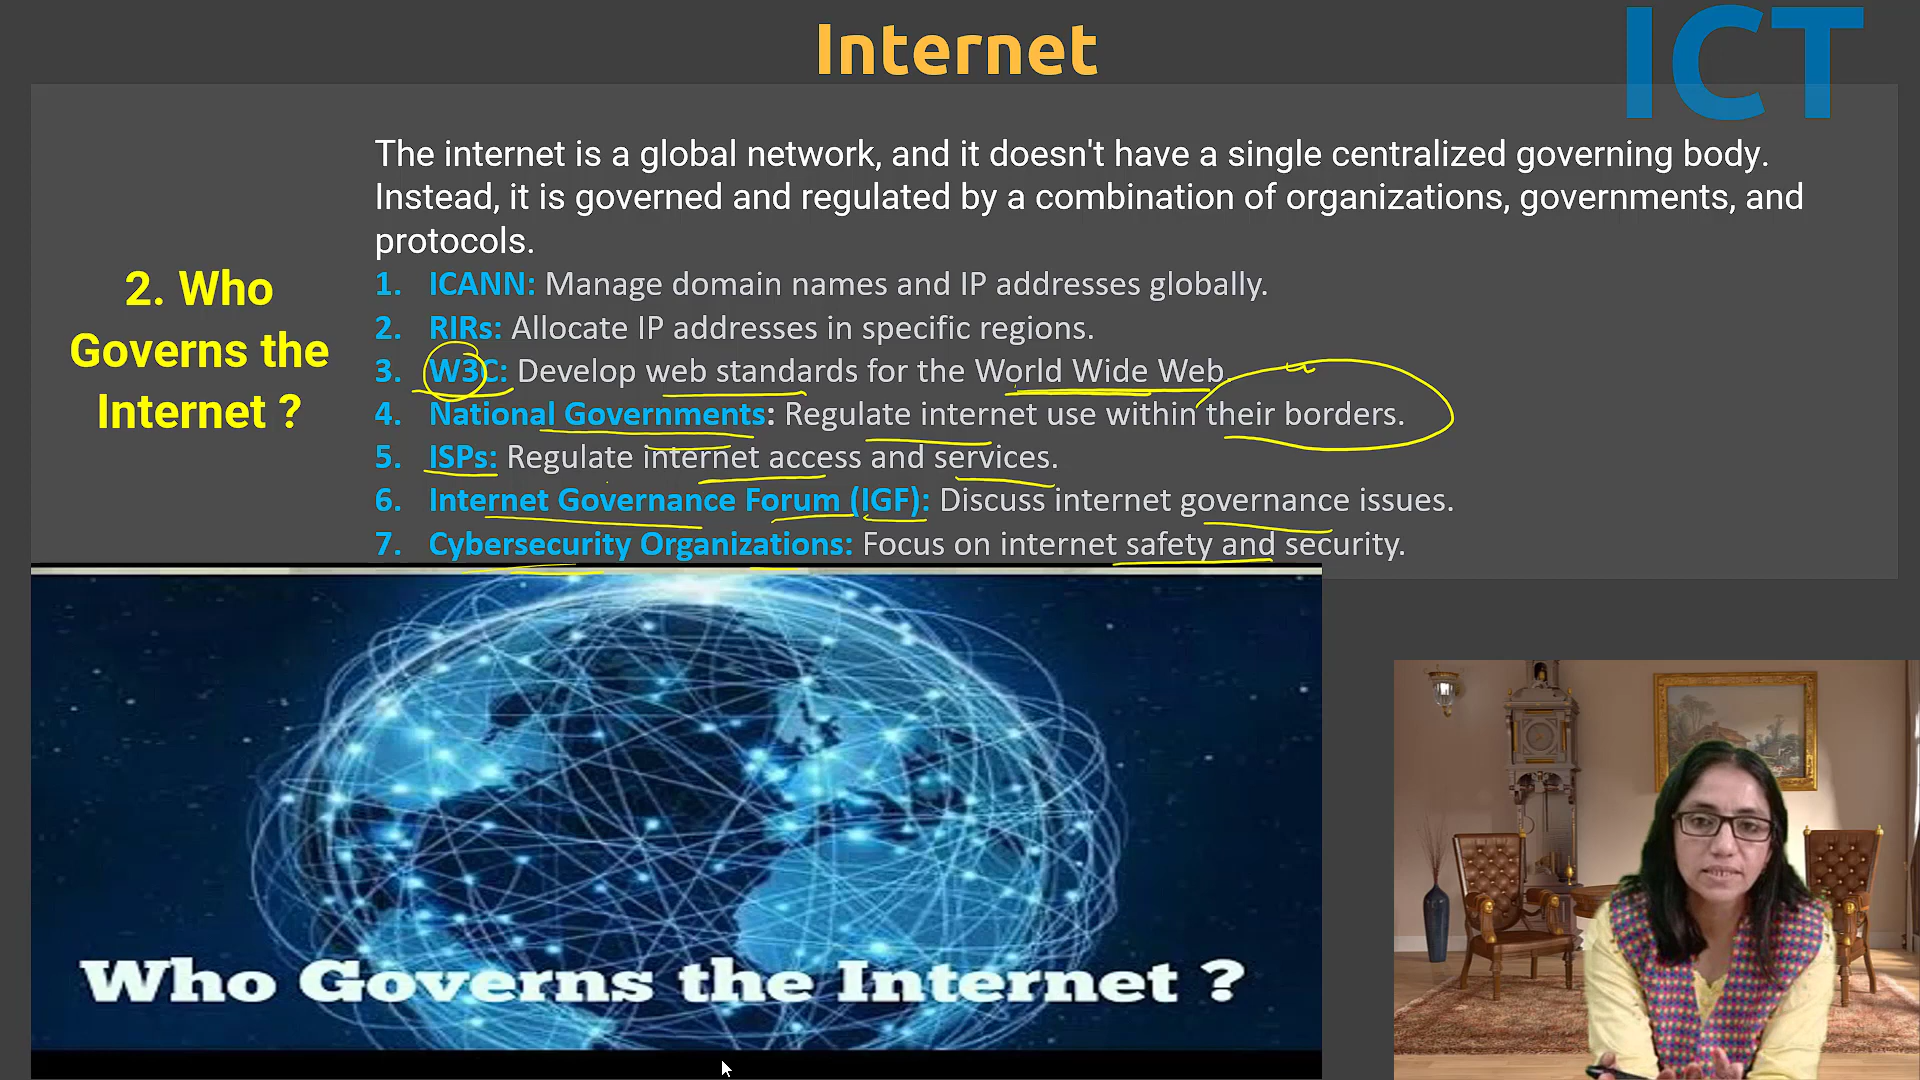 Internet
ICT
The internet is a global network, and it doesn't have a single centralized governing body.
Instead, it is governed and regulated by a combination of organizations, governments, and
protocols.
2. Who
Governs the
Internet ?
1. ICANN: Manage domain names and IP addresses globally.
2. RIRs: Allocate IP addresses in specific regions.
3. W3C: Develop web standards for the World Wide Web.
4. National Governments: Regulate internet use within their borders.
5. ISPs: Regulate internet access and services.
6. Internet Governance Forum (IGF): Discuss internet governance issues.
7. Cybersecurity Organizations: Focus on internet safety and security.
Who Governs the Internet ?